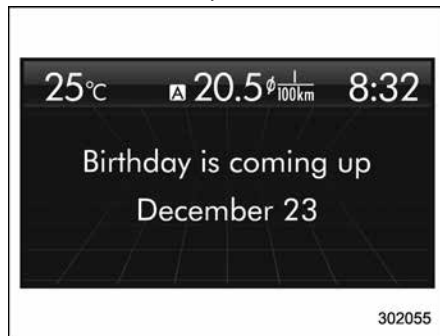 25°C A 20.5 ø l/100km 8:32
Birthday is coming up
December 23
302055